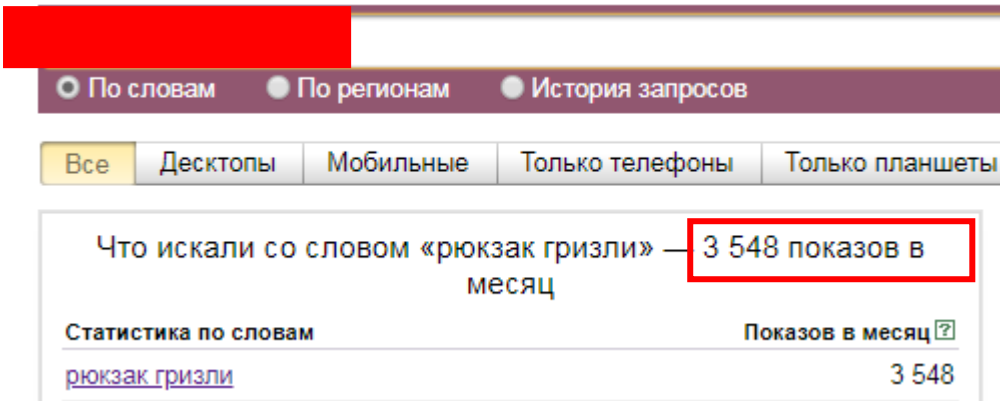 По словам По регионам История запросов
Все Десктопы Мобильные Только телефоны Только планшеты
Что искали со словом «рюкзак гризли» — 3 548 показов в
месяц
Статистика по словам Показов в месяц ?
рюкзак гризли 3 548